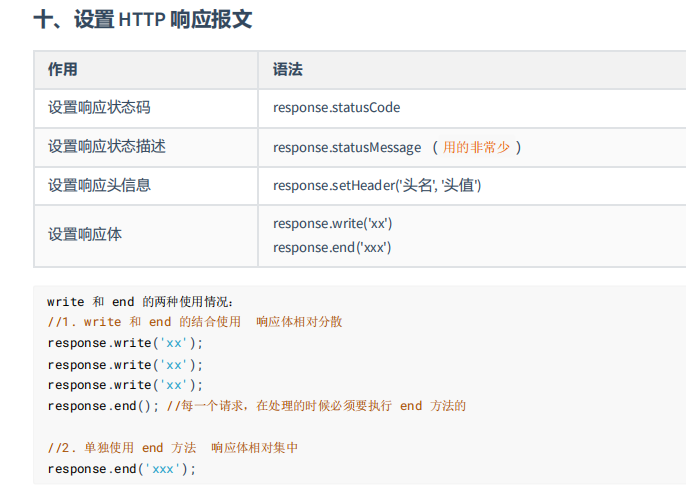 十、设置 HTTP 响应报文
作用 语法
设置响应状态码 response.statusCode
设置响应状态描述 response.statusMessage （ 用的非常少 ）
设置响应头信息 response.setHeader('头名', '头值')
设置响应体 response.write('xx')
response.end('xxx')
write 和 end 的两种使用情况:
//1. write 和 end 的结合使用  响应体相对分散
response.write('xx');
response.write('xx');
response.write('xx');
response.end(); //每一个请求，在处理的时候必须要执行 end 方法的
//2. 单独使用 end 方法  响应体相对集中
response.end('xxx');